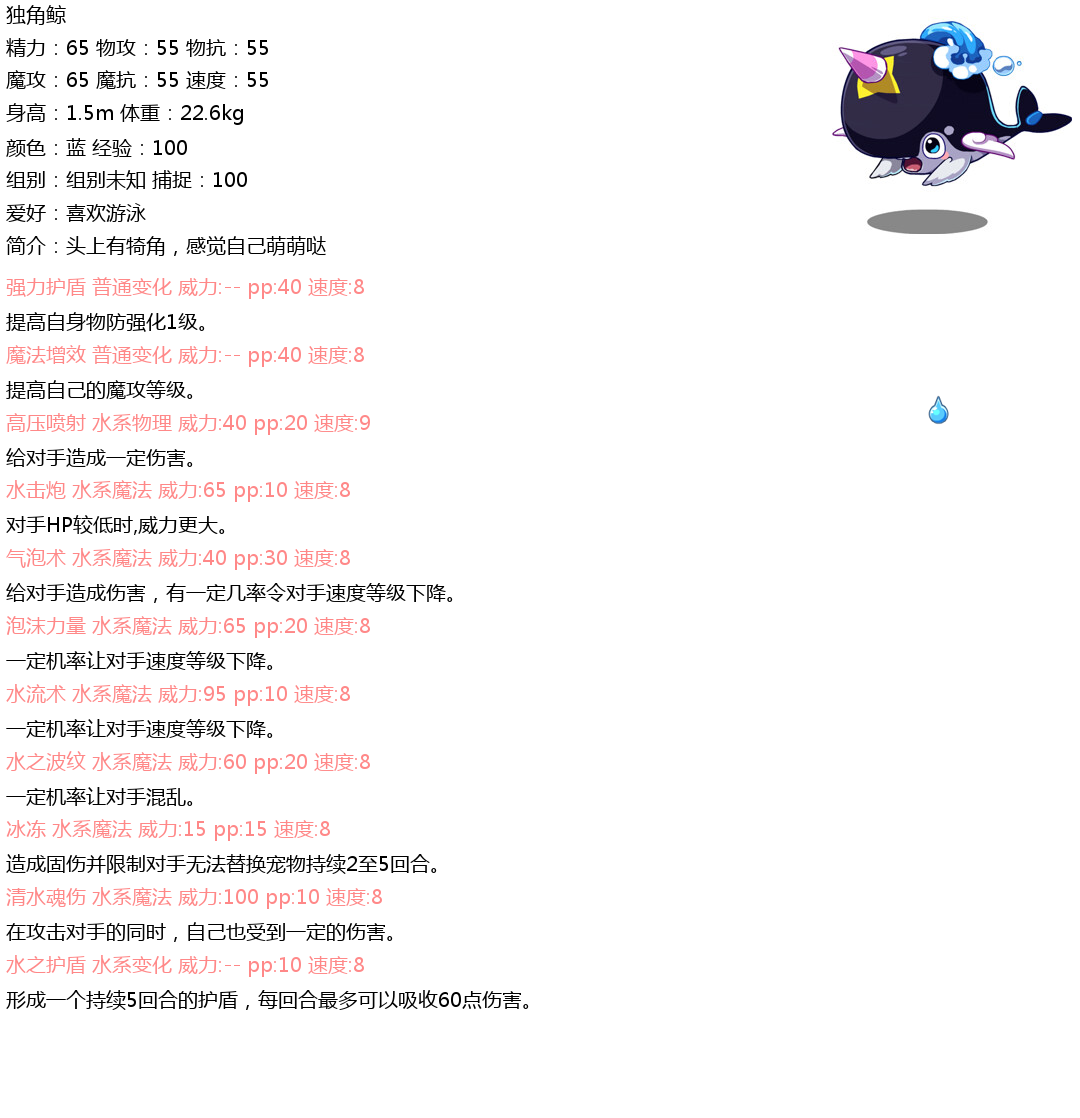 独角鲸
精力：65 物攻：55 物抗：55
魔攻：65 魔抗：55 速度：55
身高：1.5m 体重：22.6kg
颜色：蓝 经验：100
组别：组别未知 捕捉：100
爱好：喜欢游泳
简介：头上有犄角，感觉自己萌萌哒
强力护盾 普通变化 威力:-- pp:40 速度:8
提高自身物防强化1级。
魔法增效 普通变化 威力:-- pp:40 速度:8
提高自己的魔攻等级。
高压喷射 水系物理 威力:40 pp:20 速度:9
给对手造成一定伤害。
水击炮 水系魔法 威力:65 pp:10 速度:8
对手HP较低时,威力更大。
气泡术 水系魔法 威力:40 pp:30 速度:8
给对手造成伤害，有一定几率令对手速度等级下降。
泡沫力量 水系魔法 威力:65 pp:20 速度:8
一定机率让对手速度等级下降。
水流术 水系魔法 威力:95 pp:10 速度:8
一定机率让对手速度等级下降。
水之波纹 水系魔法 威力:60 pp:20 速度:8
一定机率让对手混乱。
冰冻 水系魔法 威力:15 pp:15 速度:8
造成固伤并限制对手无法替换宠物持续2至5回合。
清水魂伤 水系魔法 威力:100 pp:10 速度:8
在攻击对手的同时，自己也受到一定的伤害。
水之护盾 水系变化 威力:-- pp:10 速度:8
形成一个持续5回合的护盾，每回合最多可以吸收60点伤害。